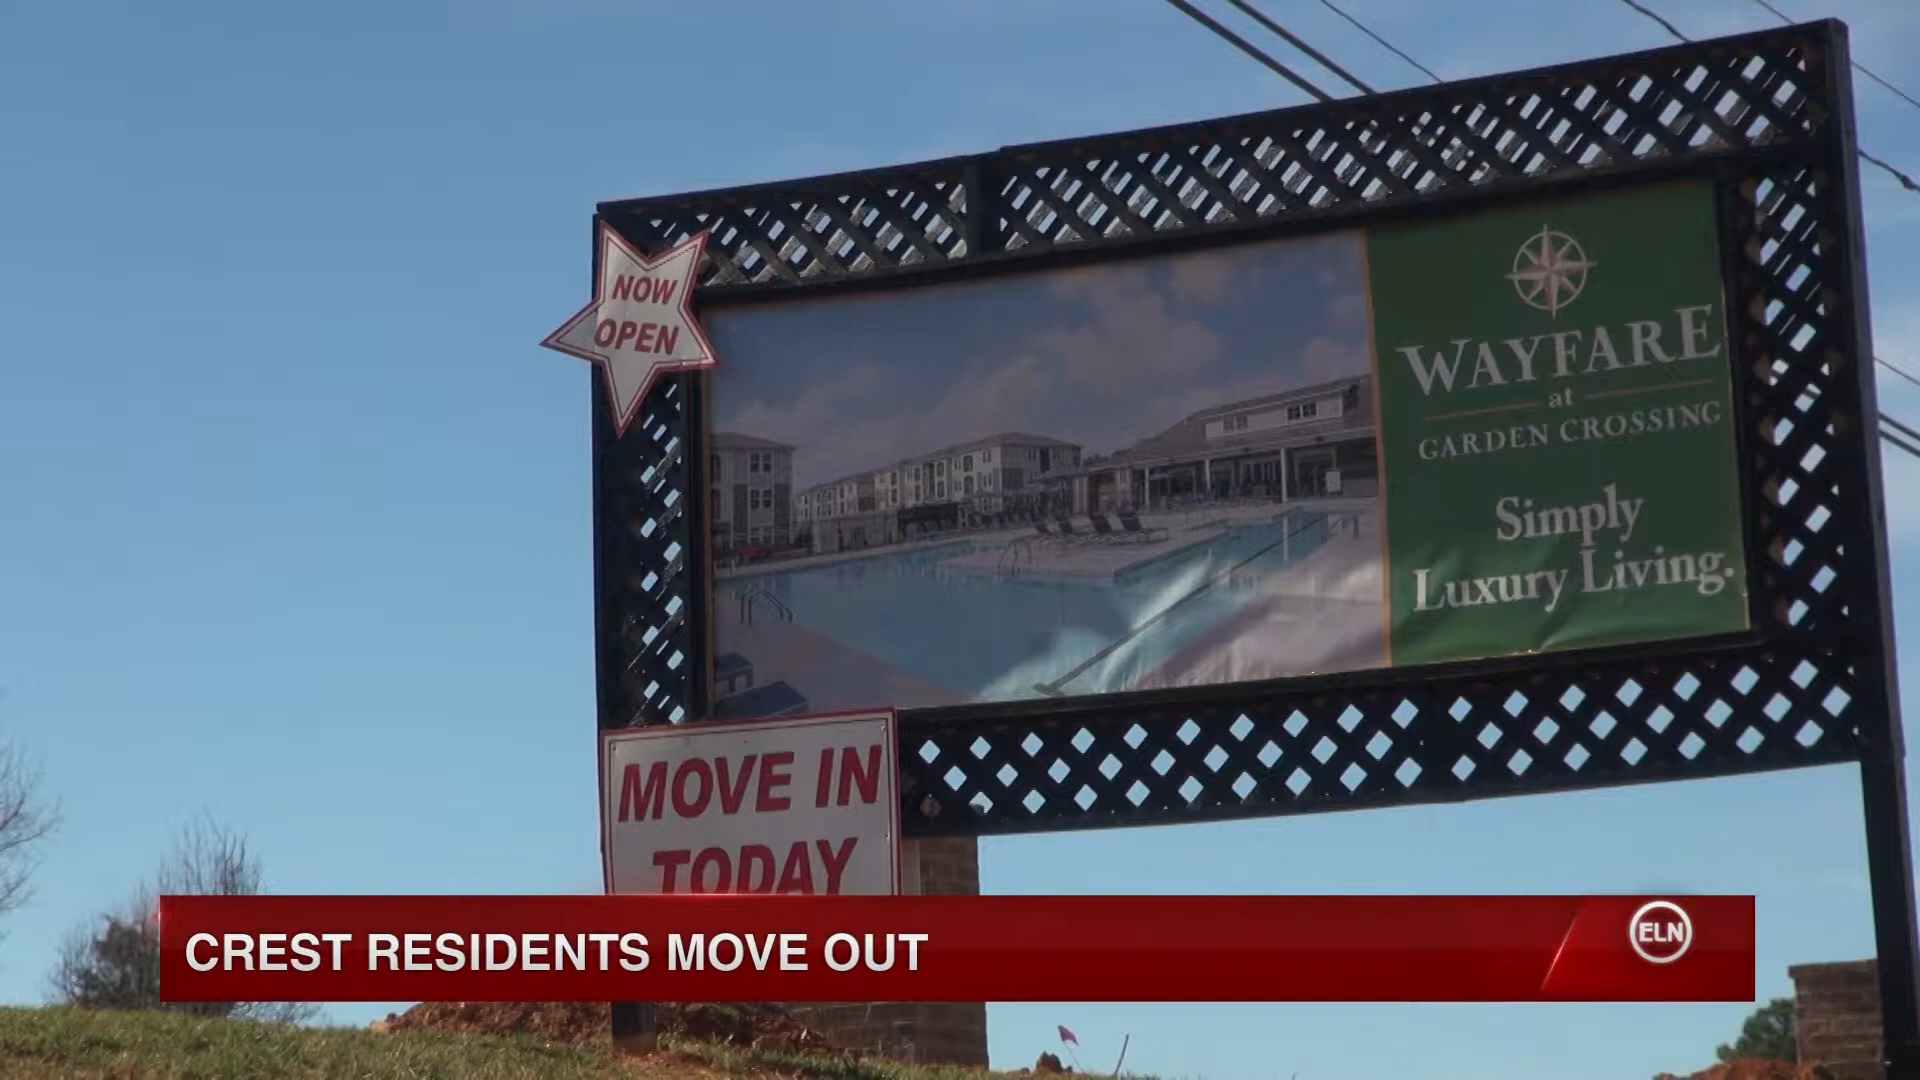 NOW
OPEN
WAYFARE
at
GARDEN CROSSING
Simply
Luxury Living.
MOVE IN
TODAY
CREST RESIDENTS MOVE OUT
ELN